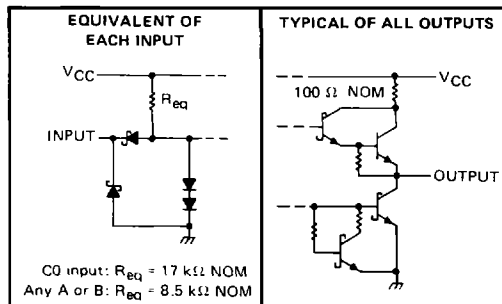 EQUIVALENT OF
EACH INPUT
VCC
Req
INPUT
C0 input: Req = 17 kΩ NOM
Any A or B: Req = 8.5 kΩ NOM
TYPICAL OF ALL OUTPUTS
VCC
100 Ω NOM
OUTPUT